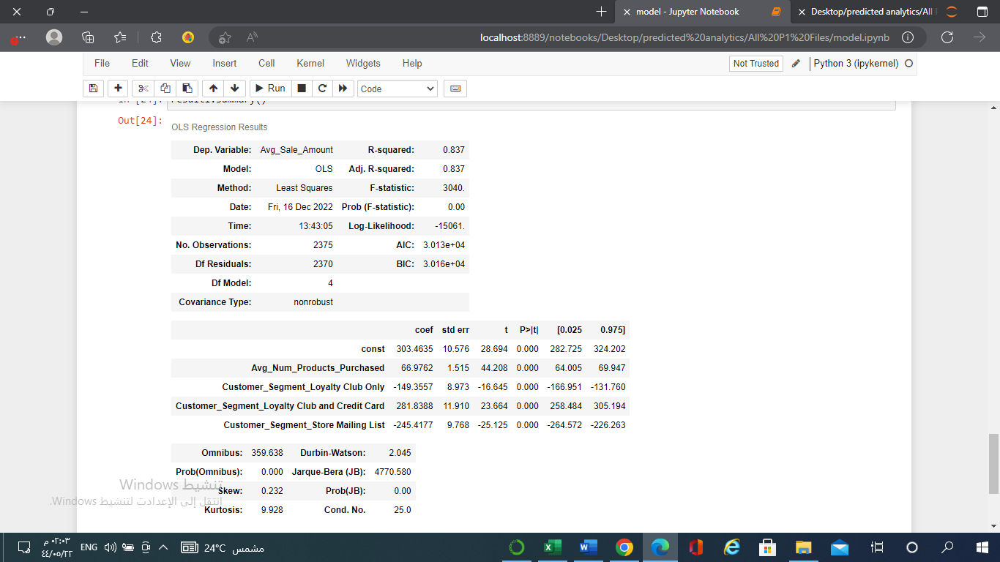 model - Jupyter Notebook
Desktop/predicted analytics/All
localhost:8889/notebooks/Desktop/predicted%20analytics/All%20P1%20Files/model.ipynb
File Edit View Insert Cell Kernel Widgets Help
Not Trusted
Python 3 (ipykernel)
Run
Code
Out[24]:
OLS Regression Results
Dep. Variable: Avg_Sale_Amount R-squared: 0.837
Model: OLS Adj. R-squared: 0.837
Method: Least Squares F-statistic: 3040.
Date: Fri, 16 Dec 2022 Prob (F-statistic): 0.00
Time: 13:43:05 Log-Likelihood: -15061.
No. Observations: 2375 AIC: 3.013e+04
Df Residuals: 2370 BIC: 3.016e+04
Df Model: 4
Covariance Type: nonrobust
coef std err t P>|t| [0.025 0.975]
const 303.4635 10.576 28.694 0.000 282.725 324.202
Avg_Num_Products_Purchased 66.9762 1.515 44.208 0.000 64.005 69.947
Customer_Segment_Loyalty Club Only -149.3557 8.973 -16.645 0.000 -166.951 -131.760
Customer_Segment_Loyalty Club and Credit Card 281.8388 11.910 23.664 0.000 258.484 305.194
Customer_Segment_Store Mailing List -245.4177 9.768 -25.125 0.000 -264.572 -226.263
Omnibus: 359.638 Durbin-Watson: 2.045
Prob(Omnibus): 0.000 Jarque-Bera (JB): 4770.580
Skew: 0.232 Prob(JB): 0.00
Kurtosis: 9.928 Cond. No. 25.0
تنشيط Windows
انتقل إلى الإعدادت لتنشيط Windows.
٠٢:٠٣ م
٤٤/٠٥/٢٢
ENG
24°C مشمس